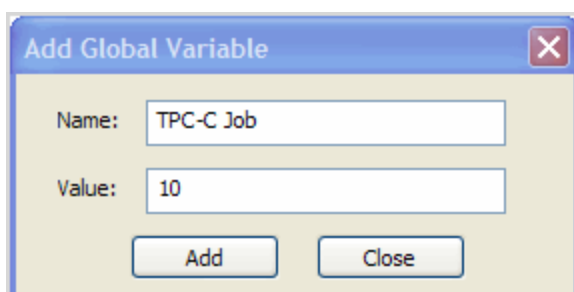 Add Global Variable
Name: TPC-C Job
Value: 10
Add Close